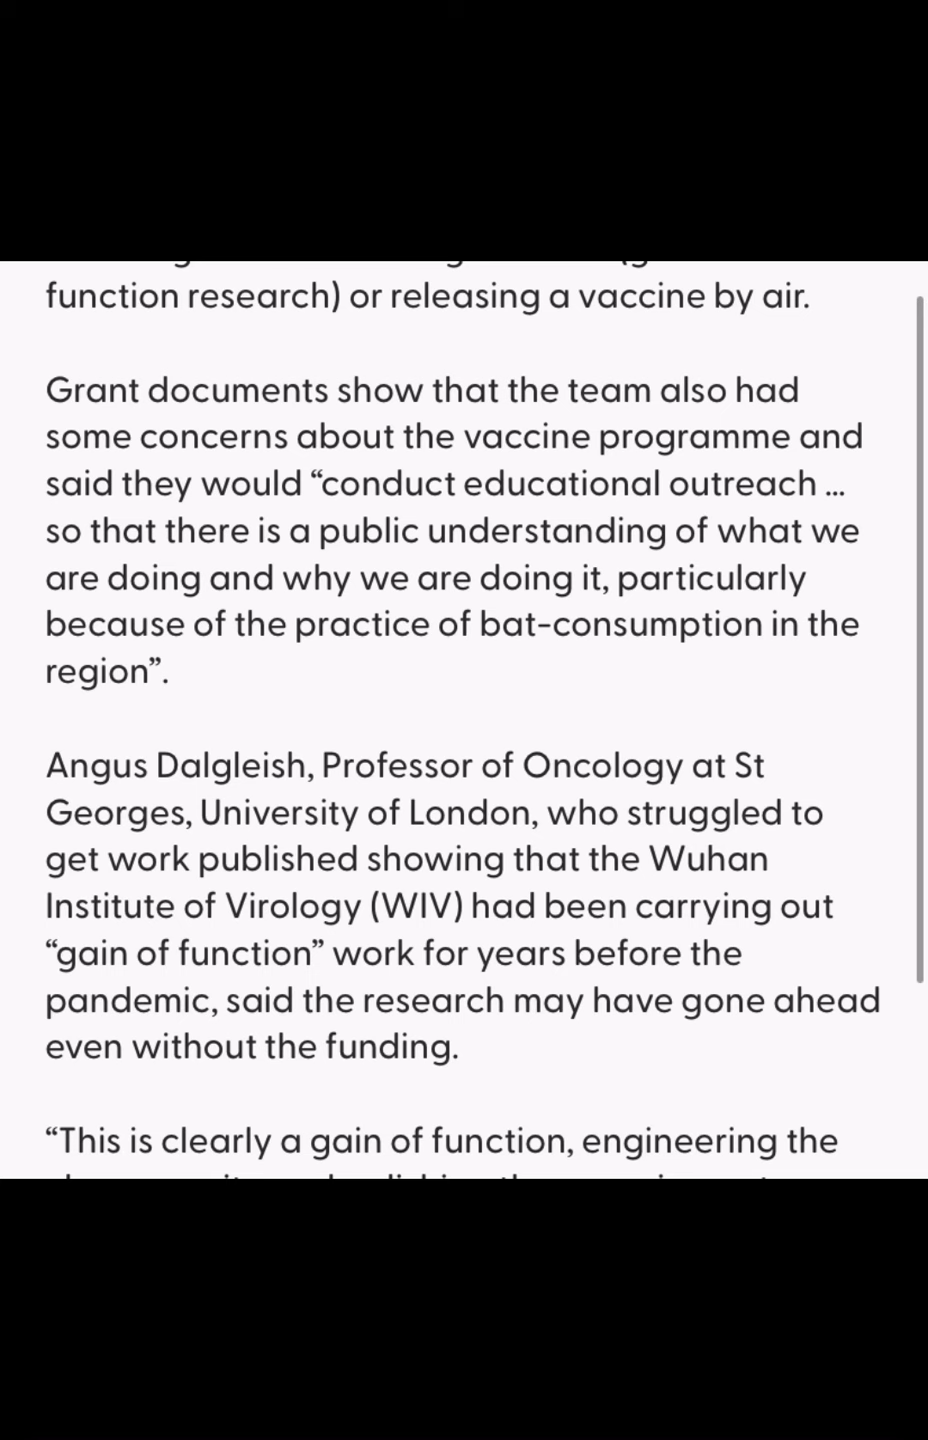 function research) or releasing a vaccine by air.
Grant documents show that the team also had
some concerns about the vaccine programme and
said they would “conduct educational outreach ...
so that there is a public understanding of what we
are doing and why we are doing it, particularly
because of the practice of bat-consumption in the
region”.
Angus Dalgleish, Professor of Oncology at St
Georges, University of London, who struggled to
get work published showing that the Wuhan
Institute of Virology (WIV) had been carrying out
“gain of function” work for years before the
pandemic, said the research may have gone ahead
even without the funding.
“This is clearly a gain of function, engineering the